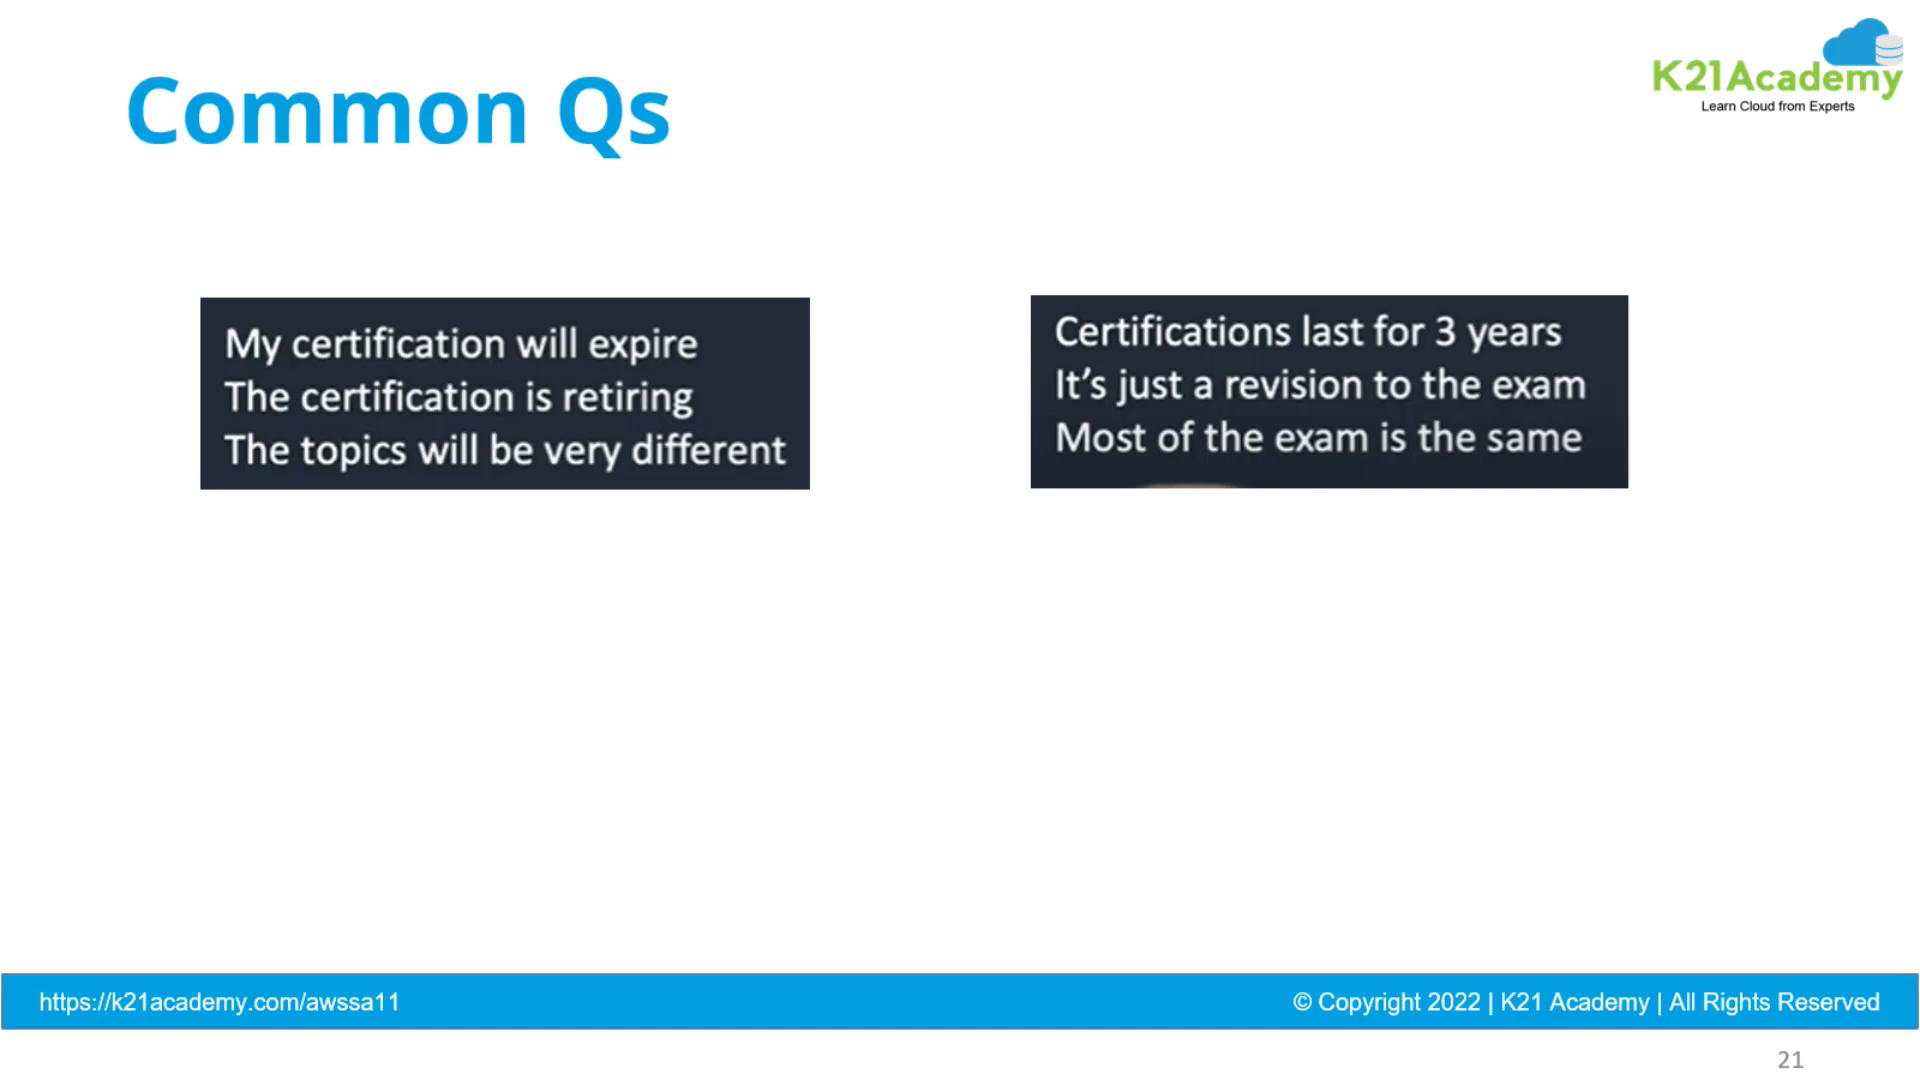 Common Qs
K21Academy
Learn Cloud from Experts
My certification will expire
The certification is retiring
The topics will be very different
Certifications last for 3 years
It’s just a revision to the exam
Most of the exam is the same
https://k21academy.com/awssa11
© Copyright 2022 | K21 Academy | All Rights Reserved
21